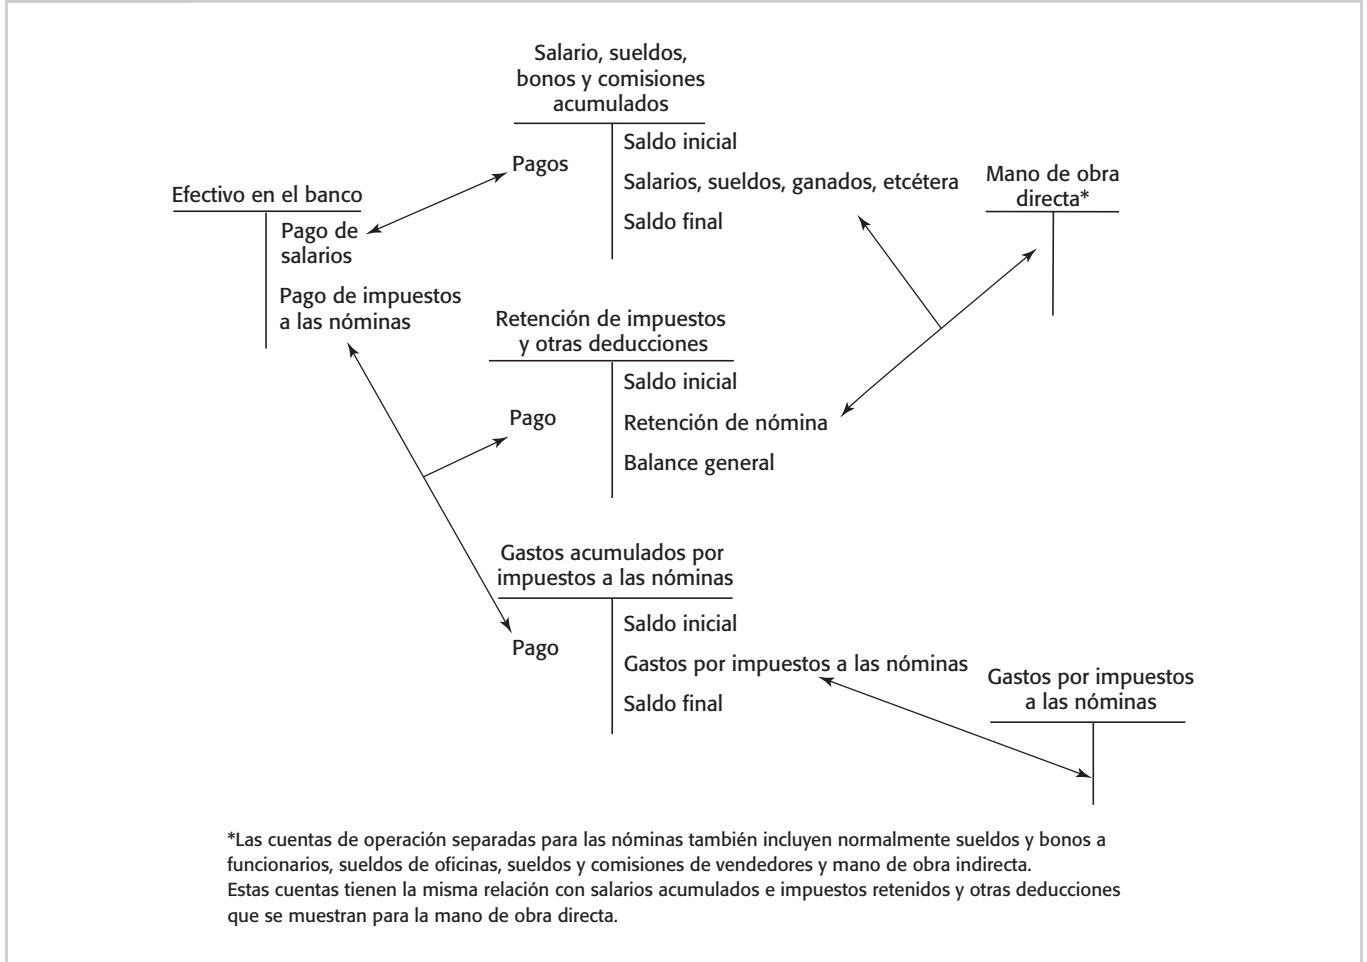 Salario, sueldos,
bonos y comisiones
acumulados
Saldo inicial
Pagos
Salarios, sueldos, ganados, etcétera
Saldo final
Mano de obra
directa*
Efectivo en el banco
Pago de
salarios
Pago de impuestos
a las nóminas
Retención de impuestos
y otras deducciones
Saldo inicial
Pago
Retención de nómina
Balance general
Gastos acumulados por
impuestos a las nóminas
Saldo inicial
Pago
Gastos por impuestos a las nóminas
Saldo final
Gastos por impuestos
a las nóminas
*Las cuentas de operación separadas para las nóminas también incluyen normalmente sueldos y bonos a
funcionarios, sueldos de oficinas, sueldos y comisiones de vendedores y mano de obra indirecta.
Estas cuentas tienen la misma relación con salarios acumulados e impuestos retenidos y otras deducciones
que se muestran para la mano de obra directa.